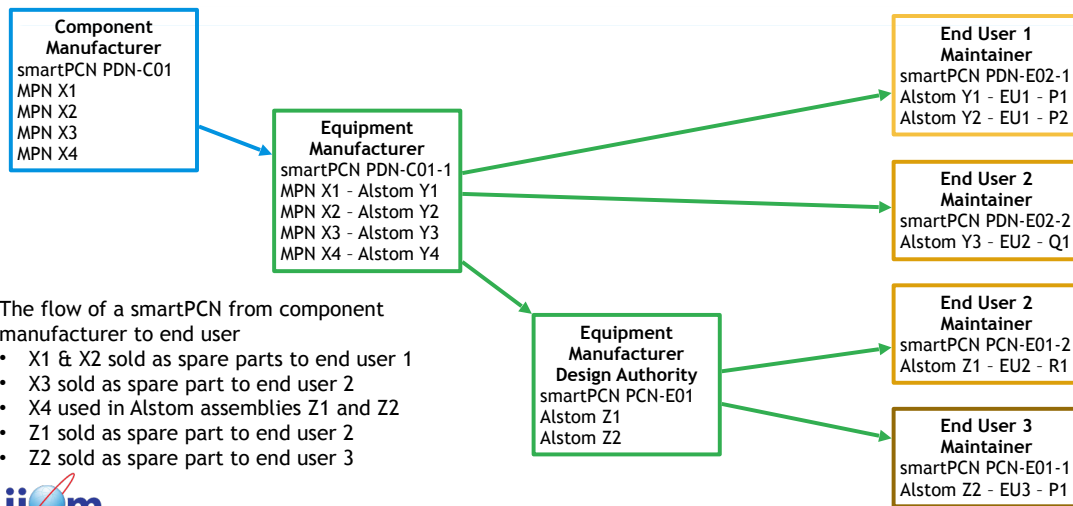 Component
Manufacturer
smartPCN PDN-C01
MPN X1
MPN X2
MPN X3
MPN X4
Equipment
Manufacturer
smartPCN PDN-C01-1
MPN X1 – Alstom Y1
MPN X2 – Alstom Y2
MPN X3 – Alstom Y3
MPN X4 – Alstom Y4
End User 1
Maintainer
smartPCN PDN-E02-1
Alstom Y1 – EU1 – P1
Alstom Y2 – EU1 – P2
End User 2
Maintainer
smartPCN PDN-E02-2
Alstom Y3 – EU2 – Q1
The flow of a smartPCN from component
manufacturer to end user
• X1 & X2 sold as spare parts to end user 1
• X3 sold as spare part to end user 2
• X4 used in Alstom assemblies Z1 and Z2
• Z1 sold as spare part to end user 2
• Z2 sold as spare part to end user 3
Equipment
Manufacturer
Design Authority
smartPCN PCN-E01
Alstom Z1
Alstom Z2
End User 2
Maintainer
smartPCN PCN-E01-2
Alstom Z1 – EU2 – R1
End User 3
Maintainer
smartPCN PCN-E01-1
Alstom Z2 – EU3 – P1